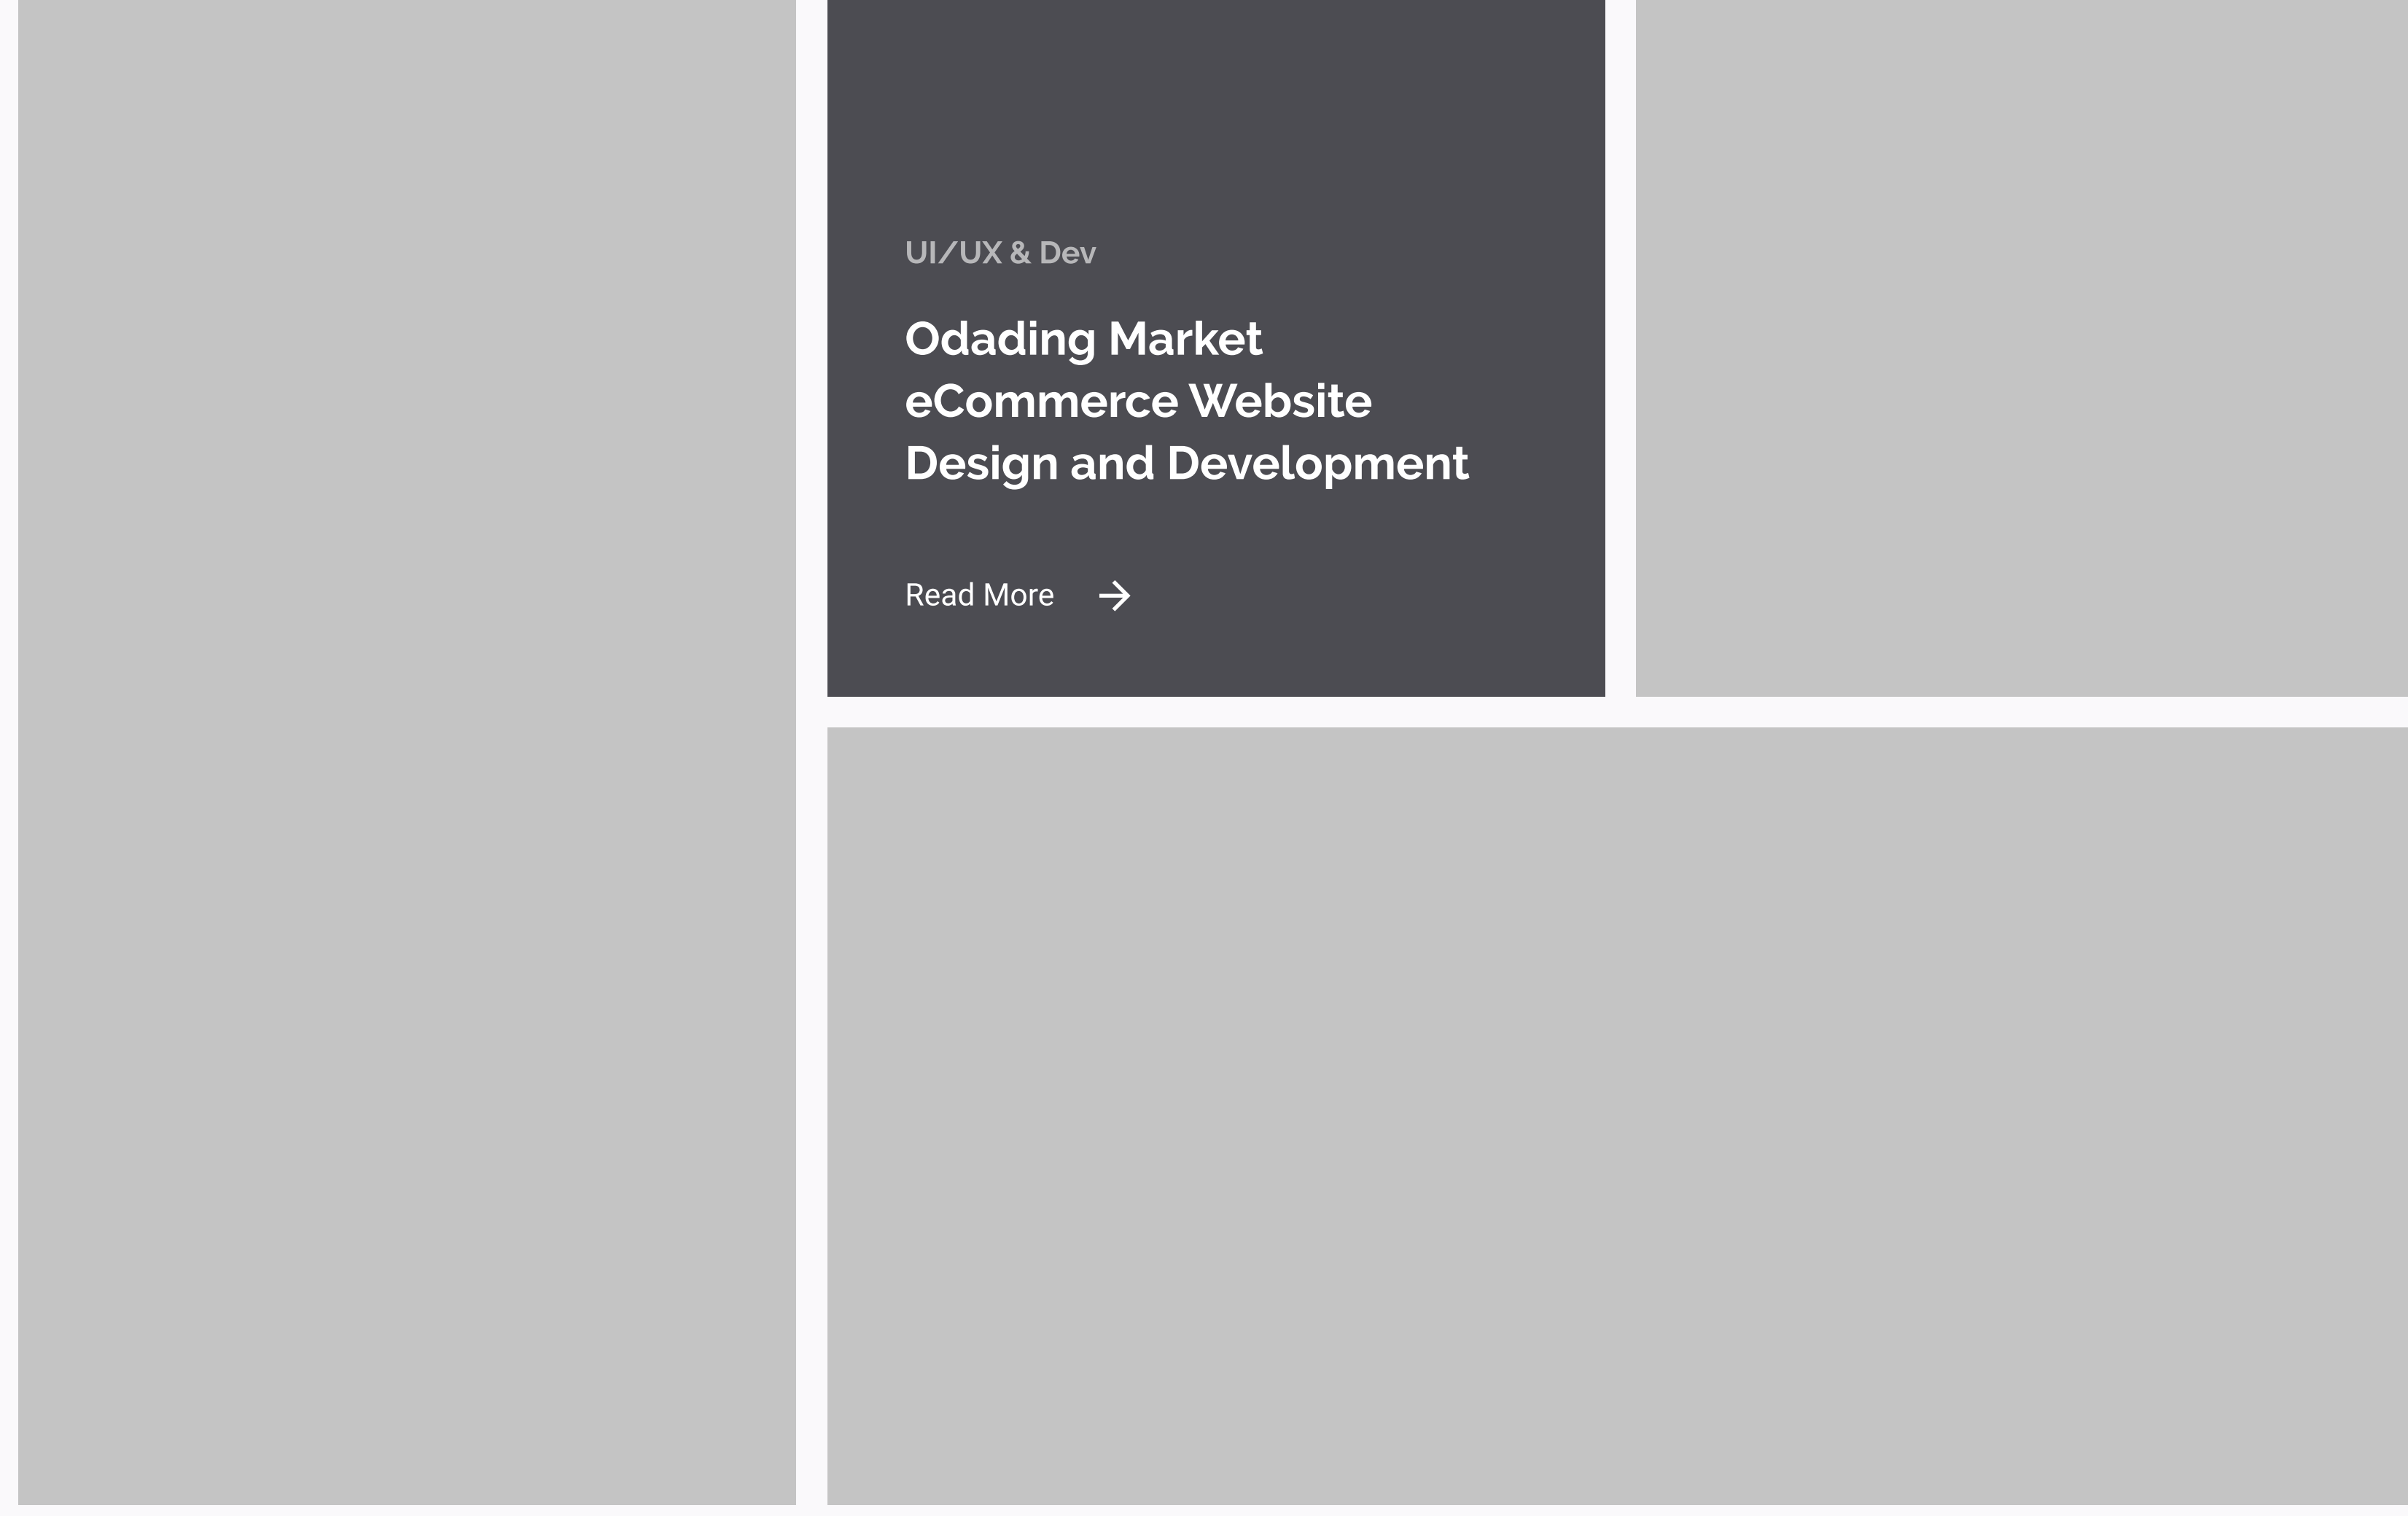 UI/UX & Dev
Odading Market
eCommerce Website
Design and Development
Read More